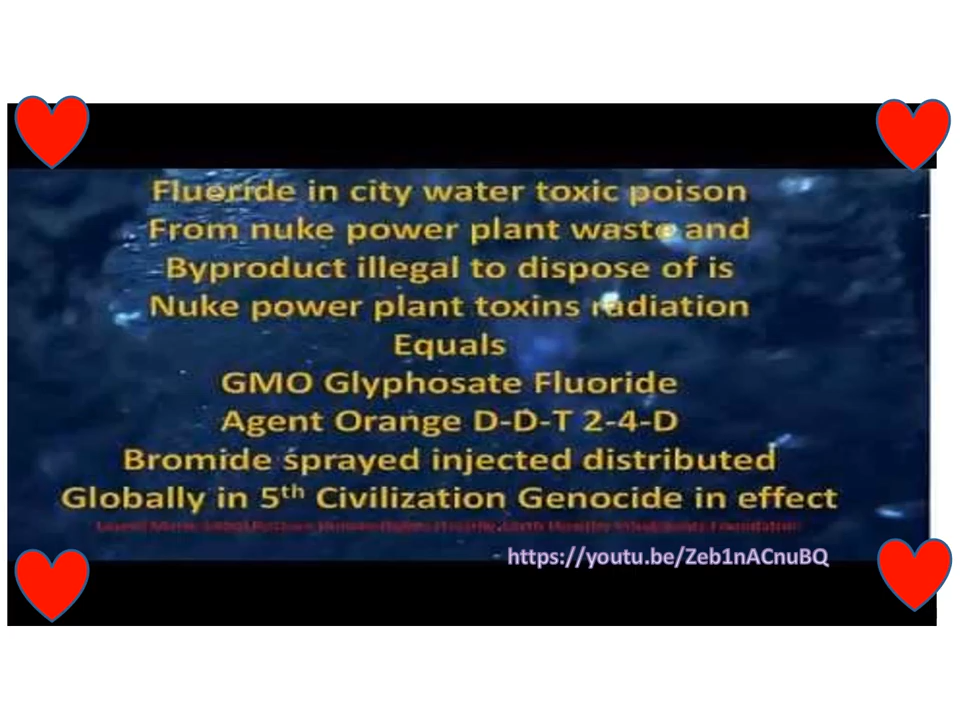 Fluoride in city water toxic poison
From nuke power plant waste and
Byproduct illegal to dispose of is
Nuke power plant toxins radiation
Equals
GMO Glyphosate Fluoride
Agent Orange D-D-T 2-4-D
Bromide sprayed injected distributed
Globally in 5th Civilization Genocide in effect
https://youtu.be/Zeb1nACnuBQ